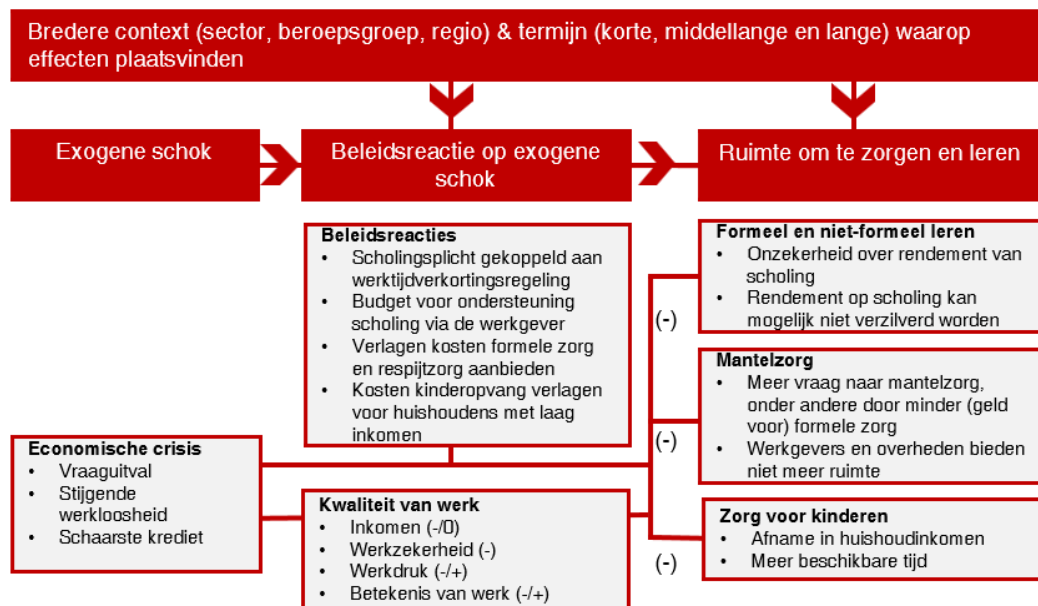 Bredere context (sector, beroepsgroep, regio) & termijn (korte, middellange en lange) waarop
effecten plaatsvinden
Exogene schok
Beleidsreactie op exogene
schok
Ruimte om te zorgen en leren
Beleidsreacties
• Scholingsplicht gekoppeld aan
werktijdverkortingsregeling
• Budget voor ondersteuning
scholing via de werkgever
• Verlagen kosten formele zorg
en respijtzorg aanbieden
• Kosten kinderopvang verlagen
voor huishoudens met laag
inkomen
Economische crisis
• Vraaguitval
• Stijgende
werkloosheid
• Schaarste krediet
Kwaliteit van werk
• Inkomen (-/0)
• Werkzekerheid (-)
• Werkdruk (-/+)
• Betekenis van werk (-/+)
(-)
(-)
(-)
Formeel en niet-formeel leren
• Onzekerheid over rendement van
scholing
• Rendement op scholing kan
mogelijk niet verzilverd worden
Mantelzorg
• Meer vraag naar mantelzorg,
onder andere door minder (geld
voor) formele zorg
• Werkgevers en overheden bieden
niet meer ruimte
Zorg voor kinderen
• Afname in huishoudinkomen
• Meer beschikbare tijd